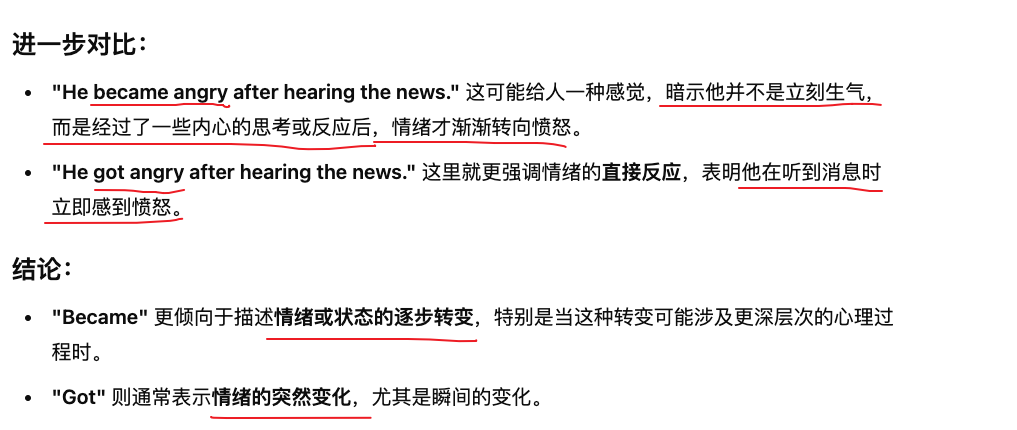 进一步对比：
• "He became angry after hearing the news." 这可能给人一种感觉，暗示他并不是立刻生气，
而是经过了一些内心的思考或反应后，情绪才渐渐转向愤怒。
• "He got angry after hearing the news." 这里就更强调情绪的直接反应，表明他在听到消息时
立即感到愤怒。
结论：
• "Became" 更倾向于描述情绪或状态的逐步转变，特别是当这种转变可能涉及更深层次的心理过
程时。
• "Got" 则通常表示情绪的突然变化，尤其是瞬间的变化。